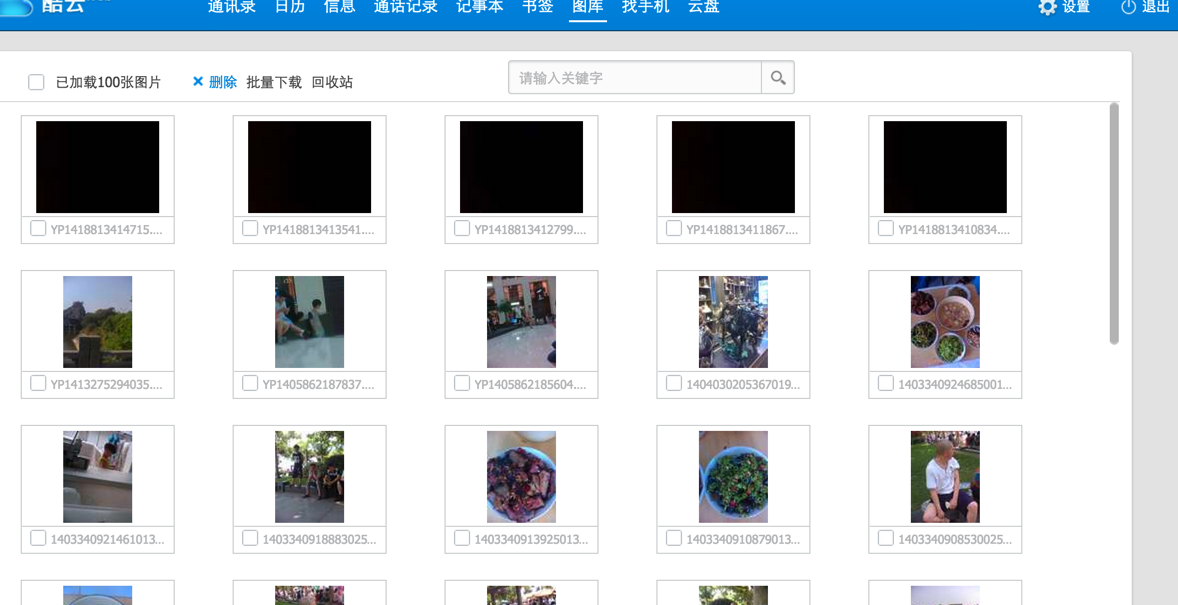 酷云
通讯录 日历 信息 通话记录 记事本 书签 图库 找手机 云盘
设置 退出
已加载100张图片 ✕ 删除 批量下载 回收站
请输入关键字
YP1418813414715.... YP1418813413541.... YP1418813412799.... YP1418813411867.... YP1418813410834....
YP1413275294035.... YP1405862187837.... YP1405862185604.... 1404030205367019... 1403340924685001...
1403340921461013... 1403340918883025... 1403340913925013... 1403340910879013... 1403340908530025...